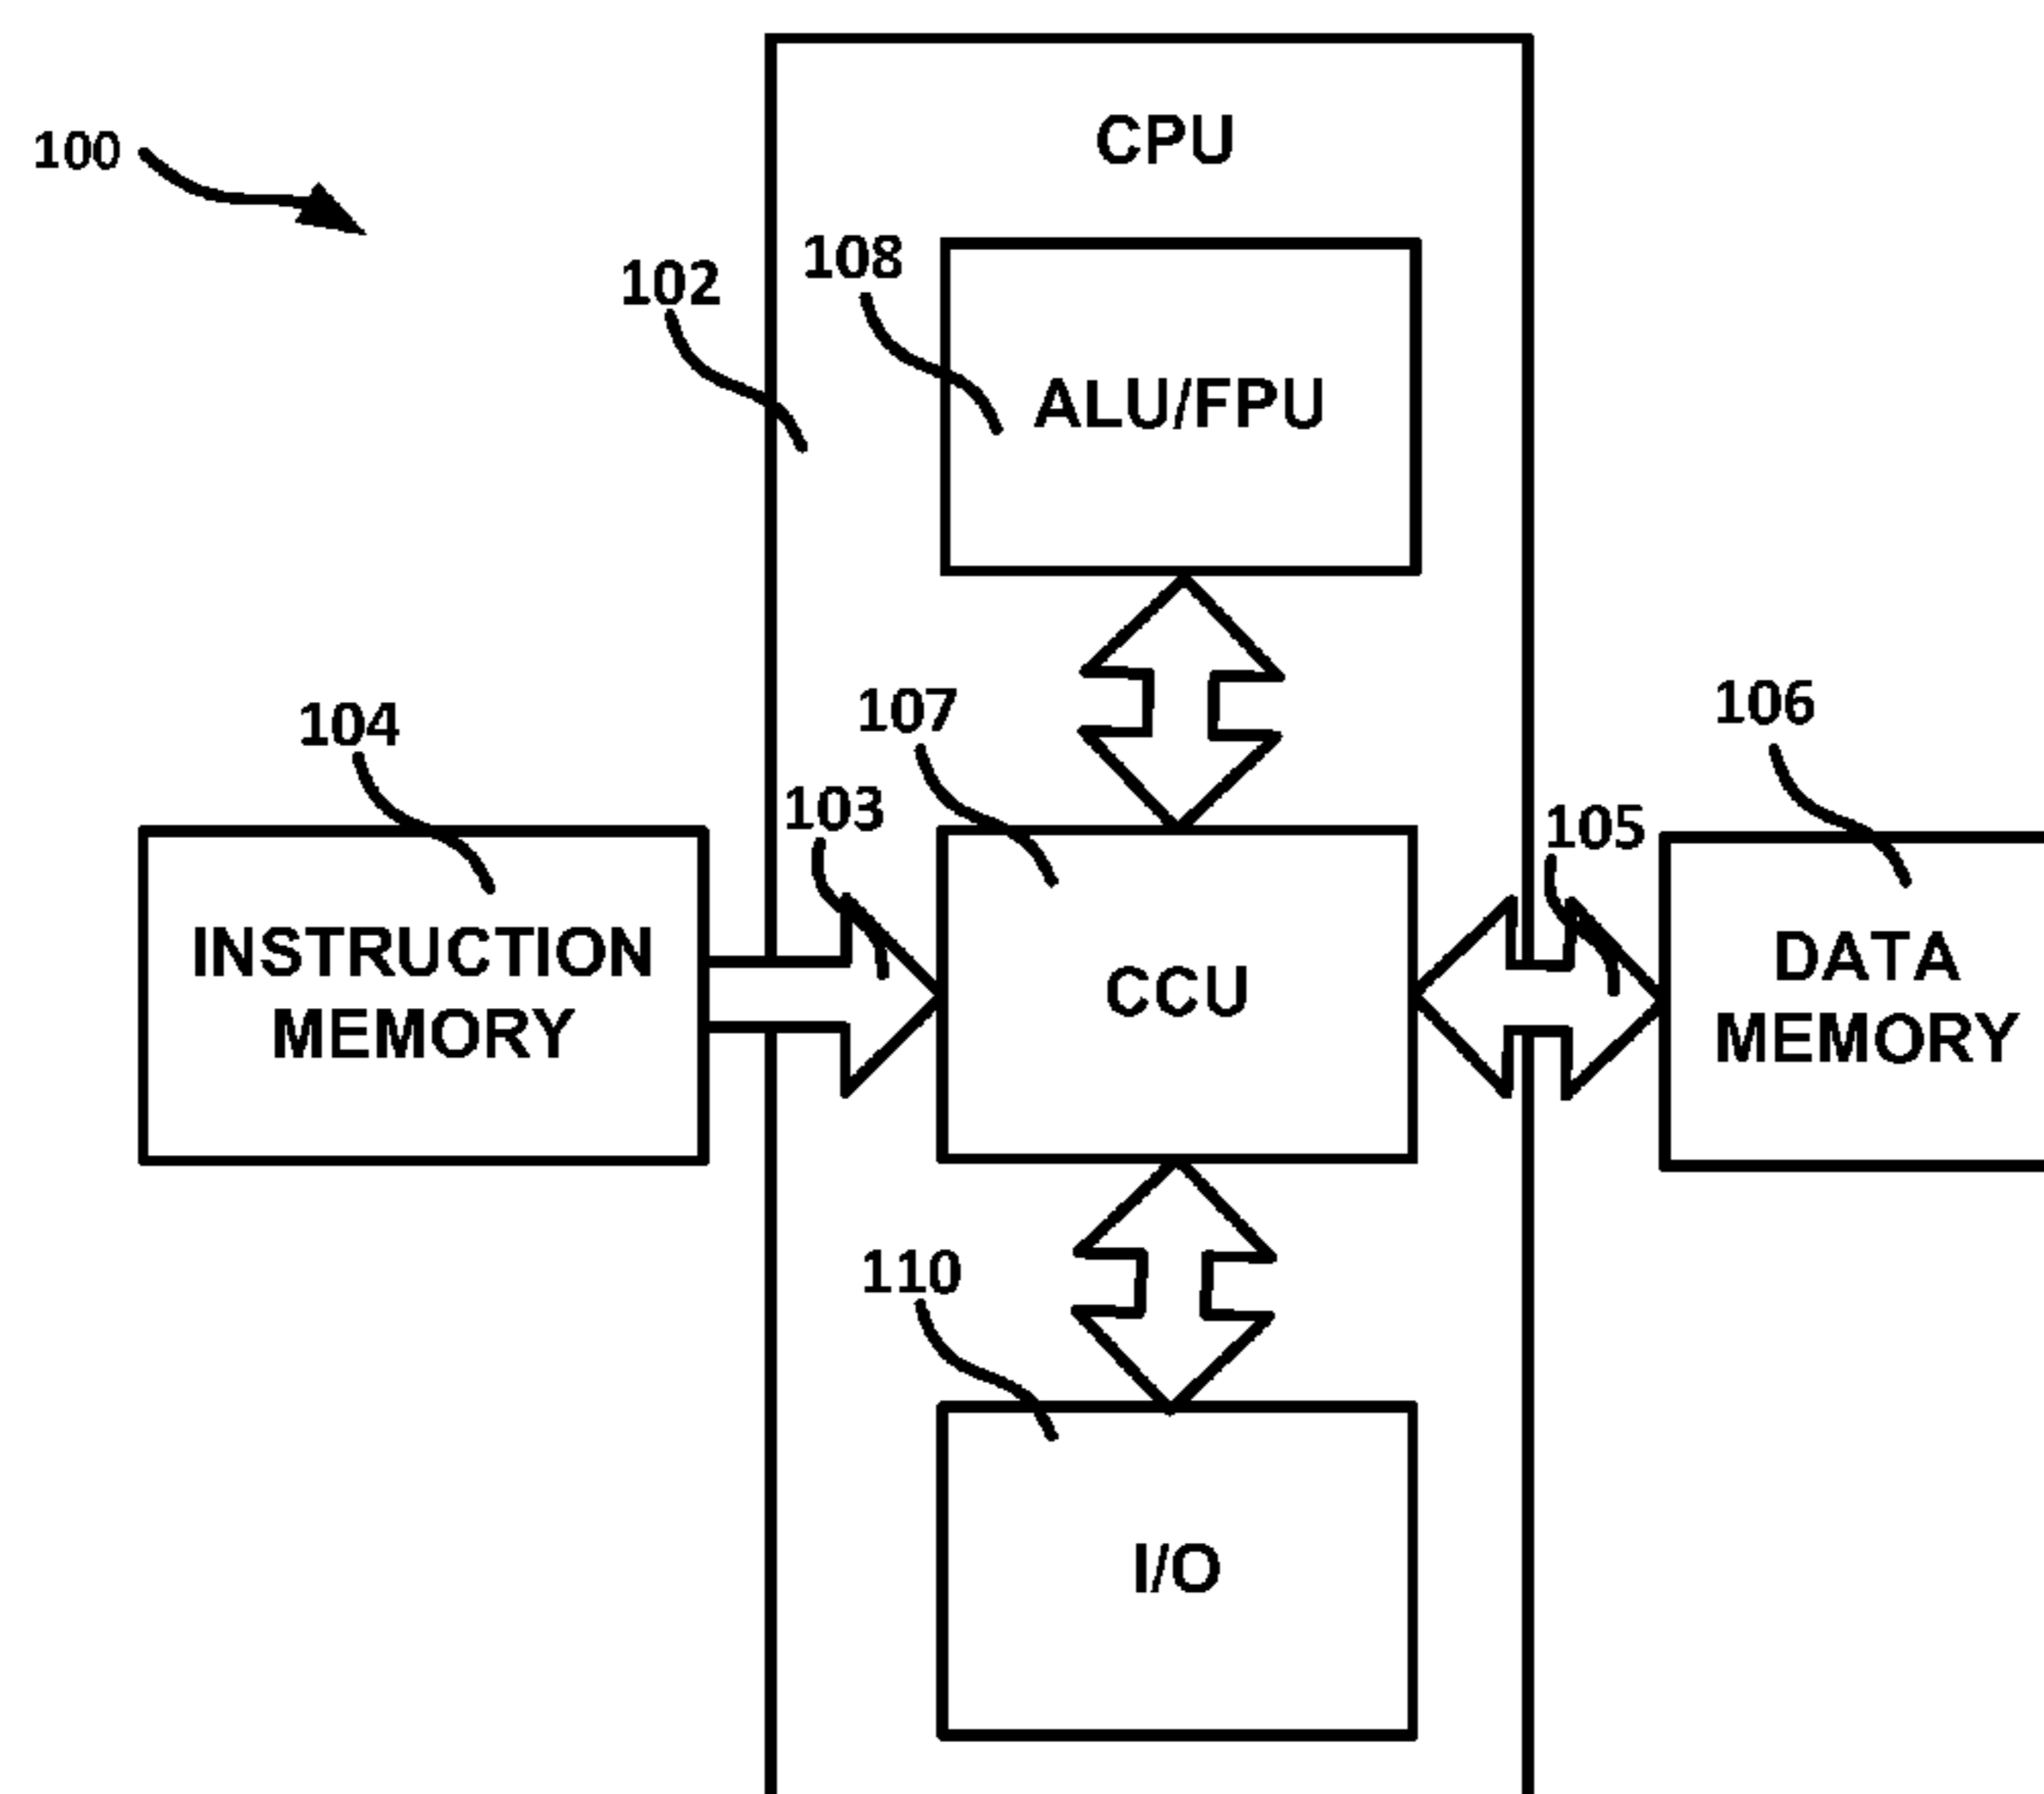 CPU
100
108
102
ALU/FPU
107
106
104
103
105
INSTRUCTION
MEMORY
CCU
DATA
MEMORY
110
I/O